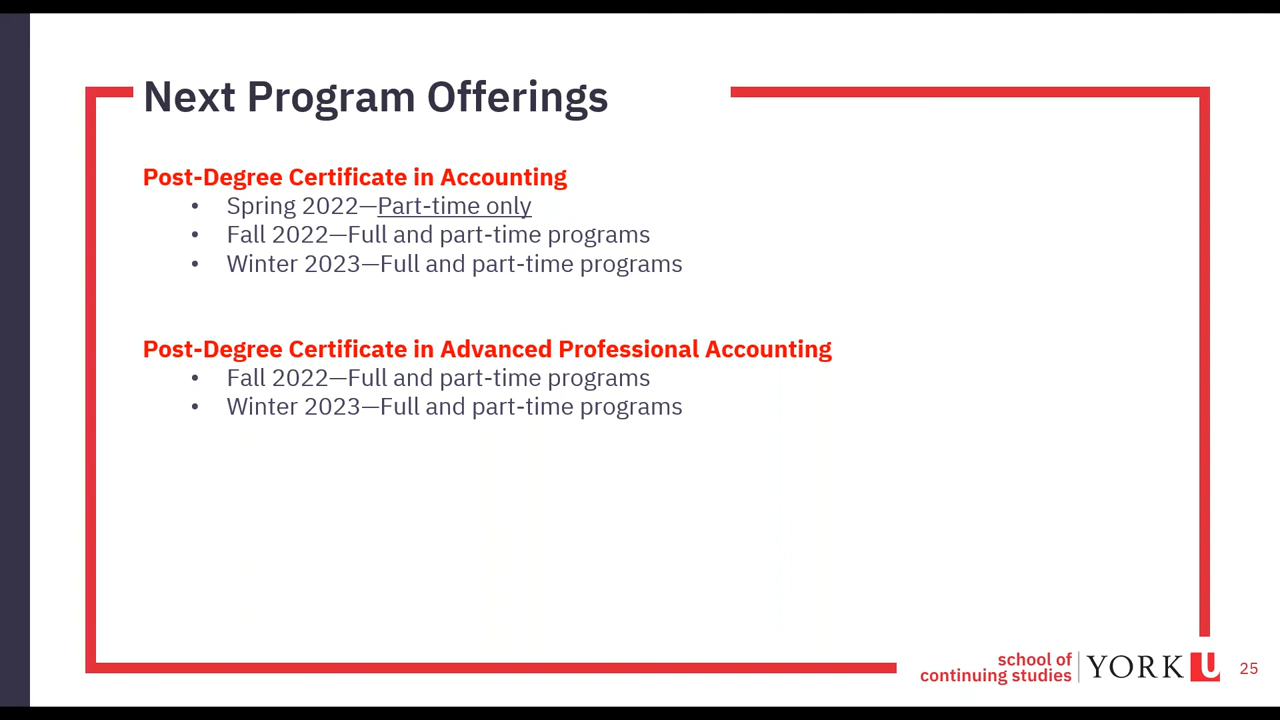 Next Program Offerings
Post-Degree Certificate in Accounting
• Spring 2022—Part-time only
• Fall 2022—Full and part-time programs
• Winter 2023—Full and part-time programs
Post-Degree Certificate in Advanced Professional Accounting
• Fall 2022—Full and part-time programs
• Winter 2023—Full and part-time programs
school of
continuing studies
YORK U
25